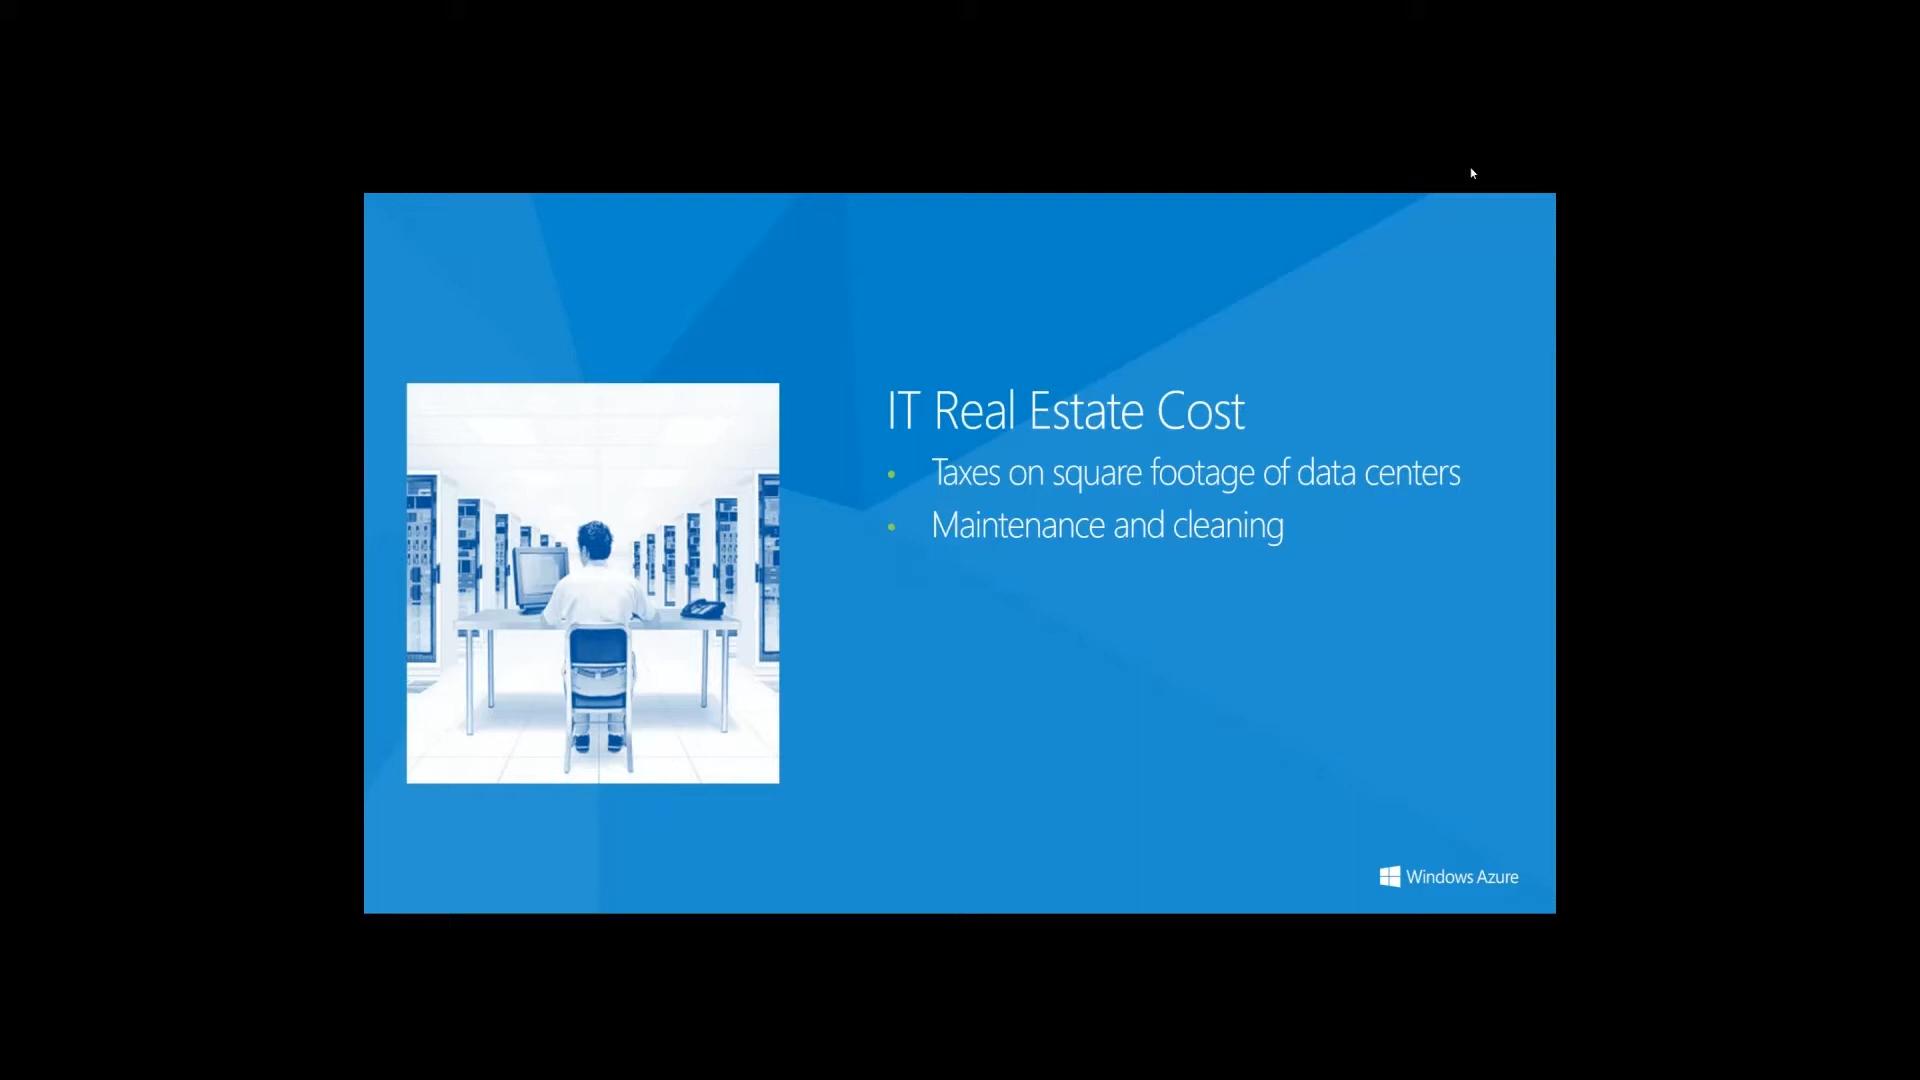 IT Real Estate Cost
• Taxes on square footage of data centers
• Maintenance and cleaning
Windows Azure